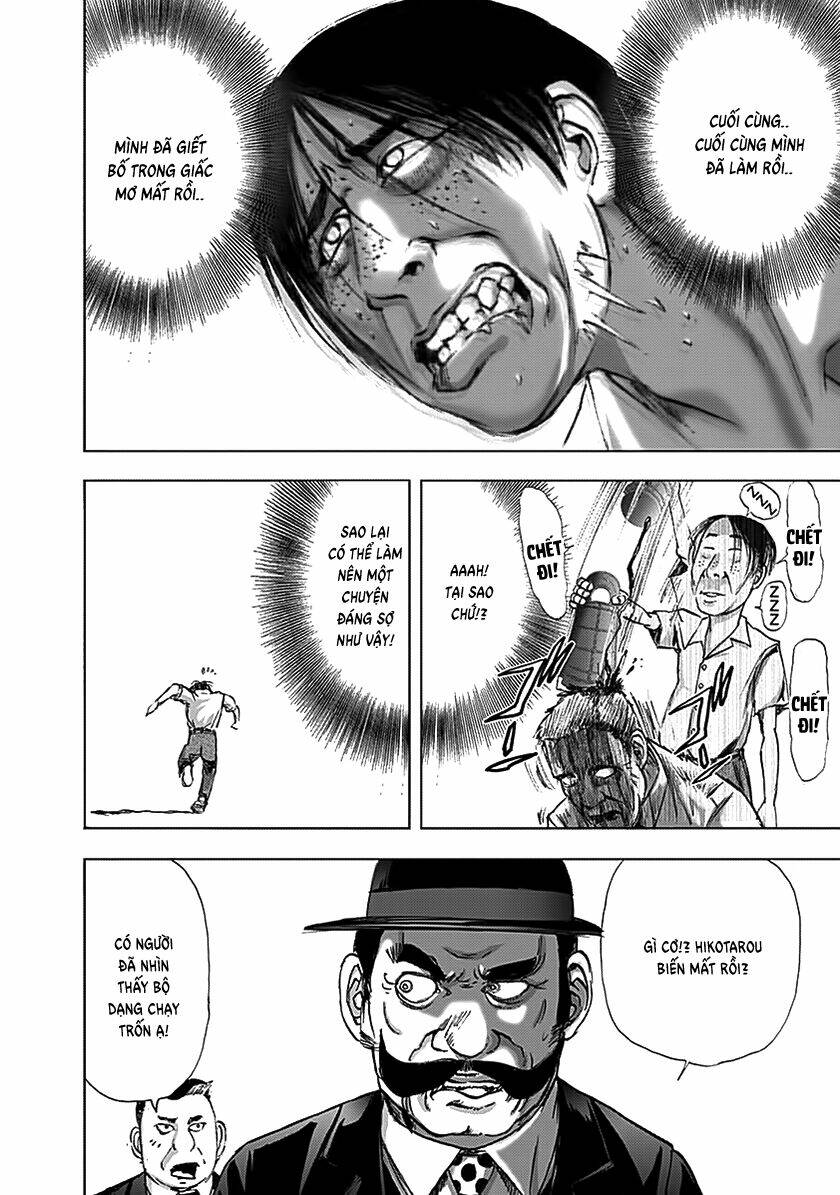 CUỐI CÙNG..
CUỐI CÙNG MÌNH
ĐÃ LÀM RỒI..
MÌNH ĐÃ GIẾT
BỐ TRONG GIẤC
MƠ MẤT RỒI..
NNN
CHẾT
ĐI!
ZZZ
CHẾT
ĐI!
CHẾT
ĐI!
AAAH!
TẠI SAO
CHỨ!?
SAO LẠI
CÓ THỂ LÀM
NÊN MỘT
CHUYỆN
ĐÁNG SỢ
NHƯ VẬY!
GÌ CƠ!? HIKOTAROU
BIẾN MẤT RỒI?
CÓ NGƯỜI
ĐÃ NHÌN
THẤY BỘ
DẠNG CHẠY
TRỐN Ạ!